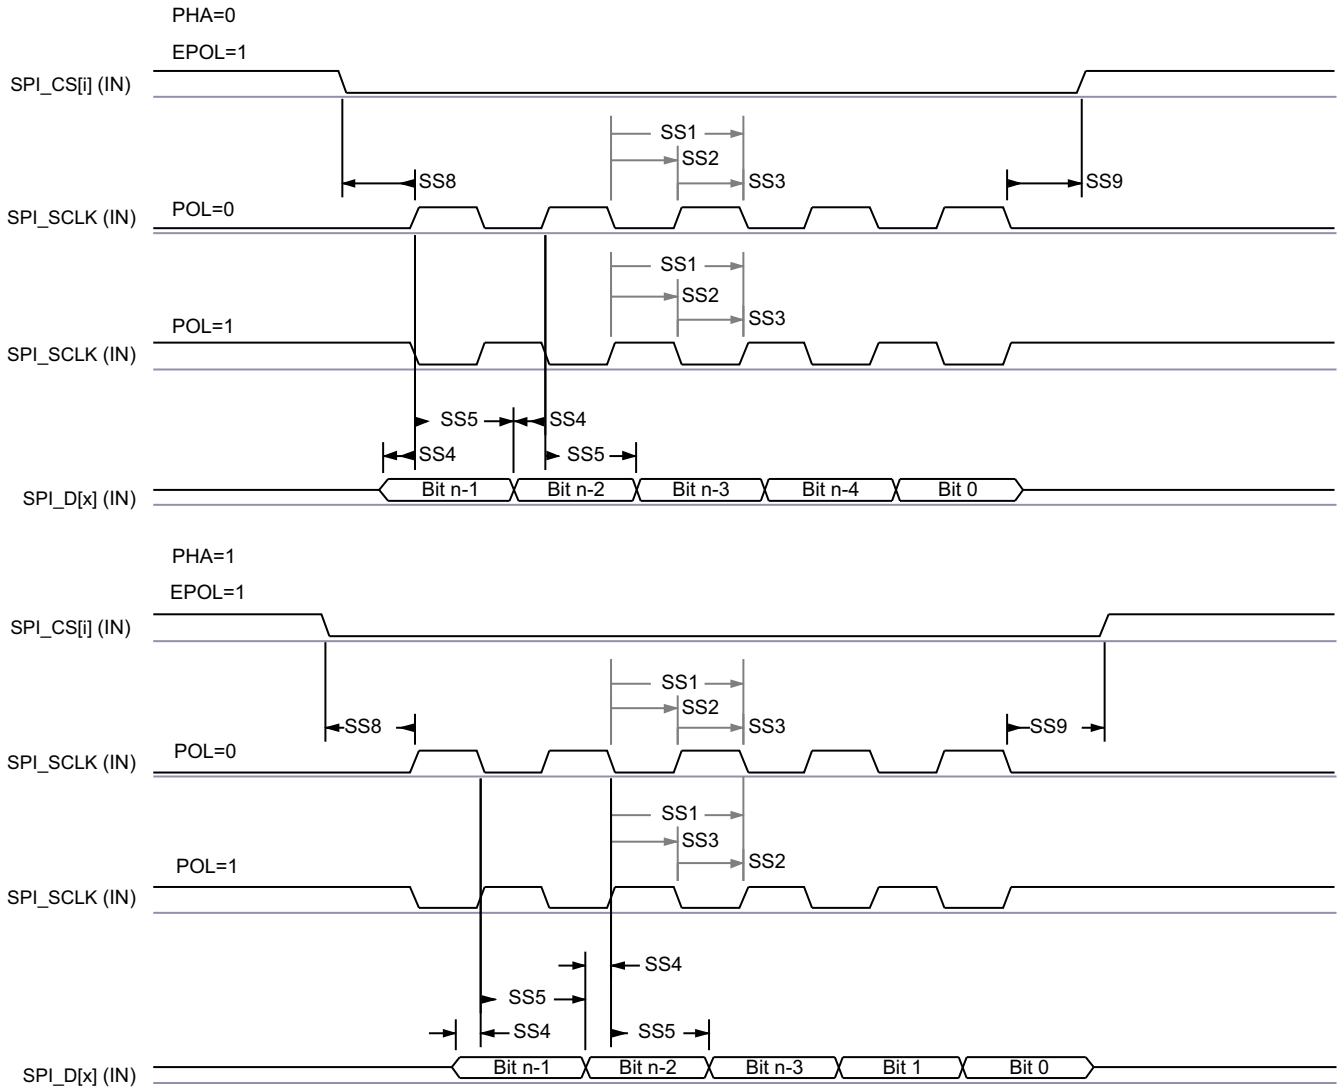 PHA=0
EPOL=1
SPI_CS[i] (IN)
SS1
SS2
SS8
SS3
SS9
POL=0
SPI_SCLK (IN)
SS1
SS2
SS3
POL=1
SPI_SCLK (IN)
SS5
SS4
SS4
SS5
SPI_D[x] (IN)
Bit n-1
Bit n-2
Bit n-3
Bit n-4
Bit 0
PHA=1
EPOL=1
SPI_CS[i] (IN)
SS1
SS2
SS8
SS3
SS9
POL=0
SPI_SCLK (IN)
SS1
SS3
SS2
POL=1
SPI_SCLK (IN)
SS4
SS5
SS4
SS5
SPI_D[x] (IN)
Bit n-1
Bit n-2
Bit n-3
Bit 1
Bit 0